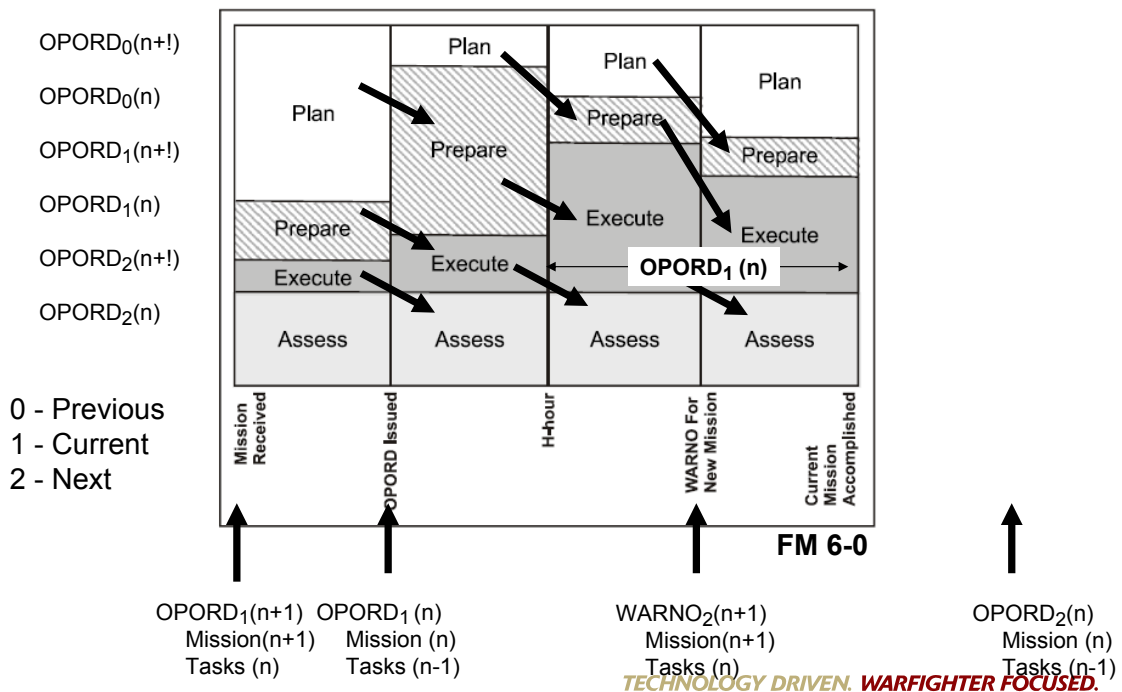 OPORD0(n+!)
OPORD0(n)
OPORD1(n+!)
OPORD1(n)
OPORD2(n+!)
OPORD2(n)
0 - Previous
1 - Current
2 - Next
Plan
Prepare
Execute
Assess
Plan
Prepare
Execute
Assess
Plan
Prepare
Execute
Assess
Plan
Prepare
Execute
Assess
OPORD1 (n)
Mission
Received
OPORD Issued
H-hour
WARNO For
New Mission
Current
Mission
Accomplished
FM 6-0
OPORD1(n+1)
Mission(n+1)
Tasks (n)
OPORD1 (n)
Mission (n)
Tasks (n-1)
WARNO2(n+1)
Mission(n+1)
Tasks (n)
OPORD2(n)
Mission (n)
Tasks (n-1)
TECHNOLOGY DRIVEN. WARFIGHTER FOCUSED.